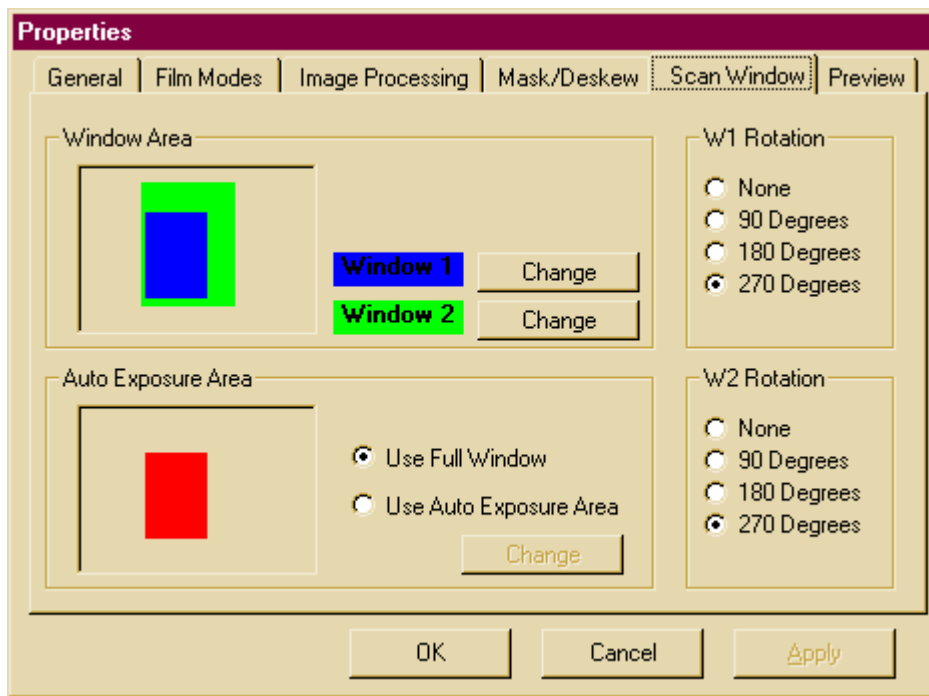 Properties
General
Film Modes
Image Processing
Mask/Deskew
Scan Window
Preview
Window Area
Window 1
Change
Window 2
Change
W1 Rotation
None
90 Degrees
180 Degrees
270 Degrees
Auto Exposure Area
Use Full Window
Use Auto Exposure Area
Change
W2 Rotation
None
90 Degrees
180 Degrees
270 Degrees
OK
Cancel
Apply